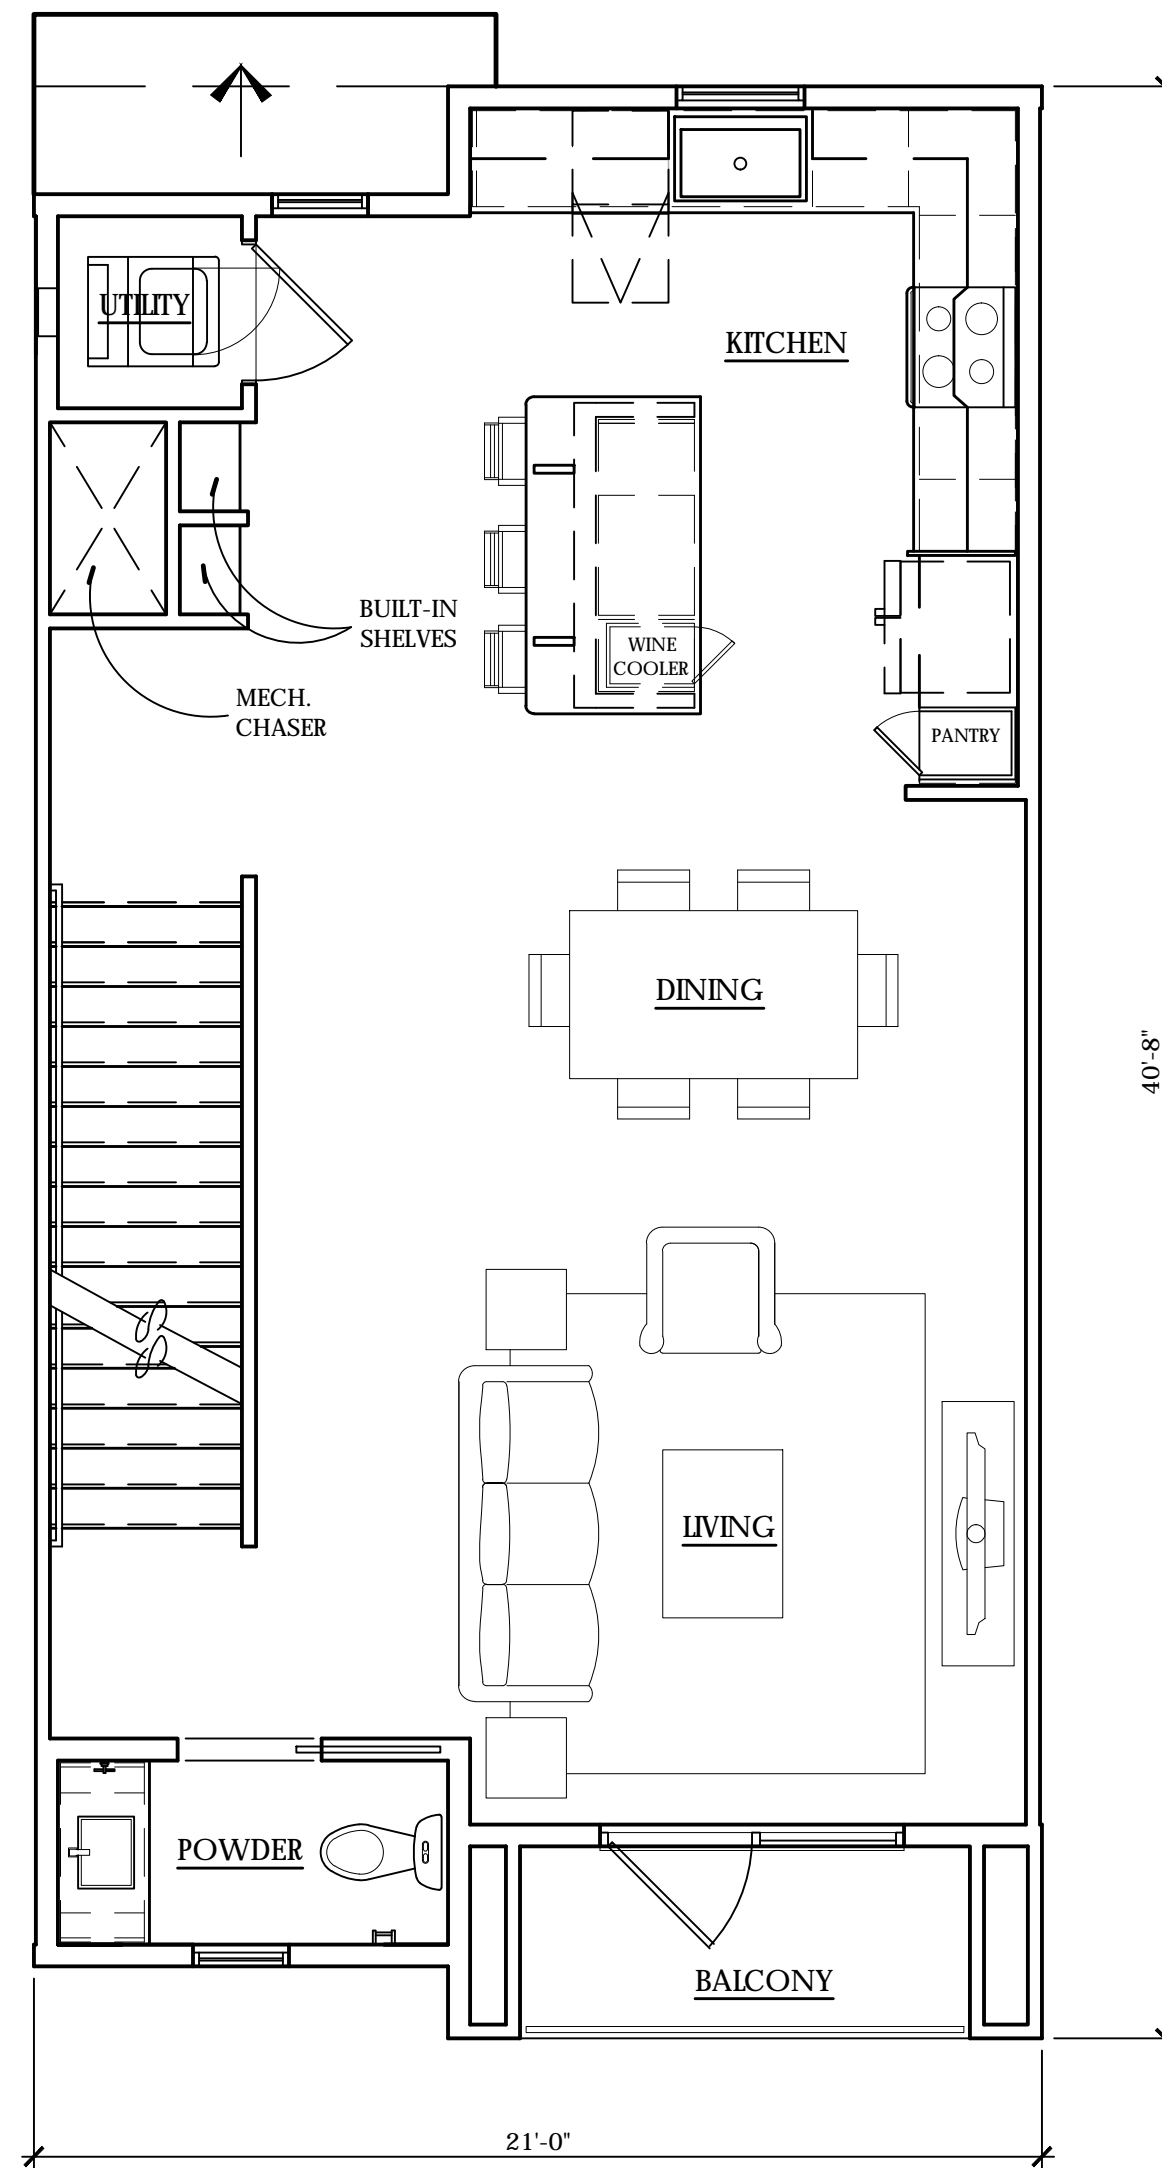 UTILITY
KITCHEN
BUILT-IN
SHELVES
WINE
COOLER
MECH.
CHASER
PANTRY
DINING
40'-8"
LIVING
POWDER
BALCONY
21'-0"